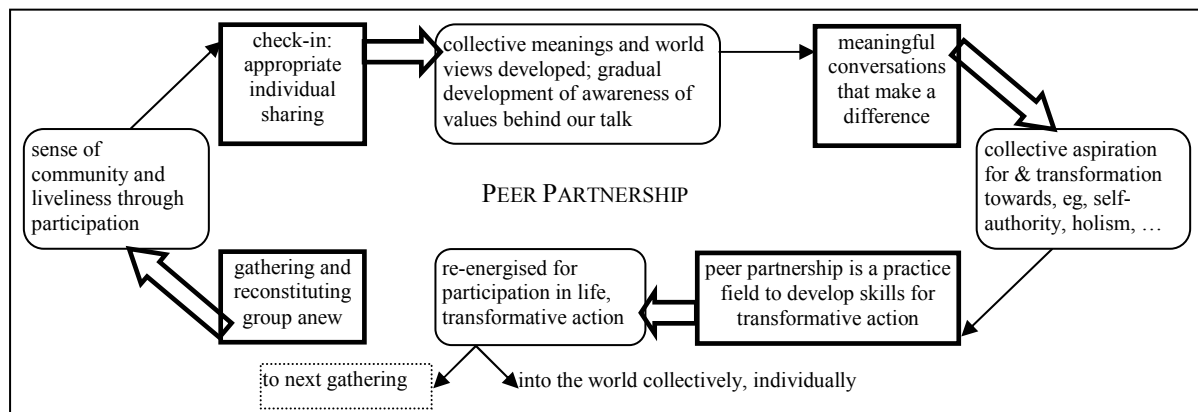 check-in:
appropriate
individual
sharing
collective meanings and world
views developed; gradual
development of awareness of
values behind our talk
meaningful
conversations
that make a
difference
sense of
community and
liveliness through
participation
PEER PARTNERSHIP
collective aspiration
for & transformation
towards, eg, self-
authority, holism, …
gathering and
reconstituting
group anew
re-energised for
participation in life,
transformative action
peer partnership is a practice
field to develop skills for
transformative action
to next gathering
into the world collectively, individually